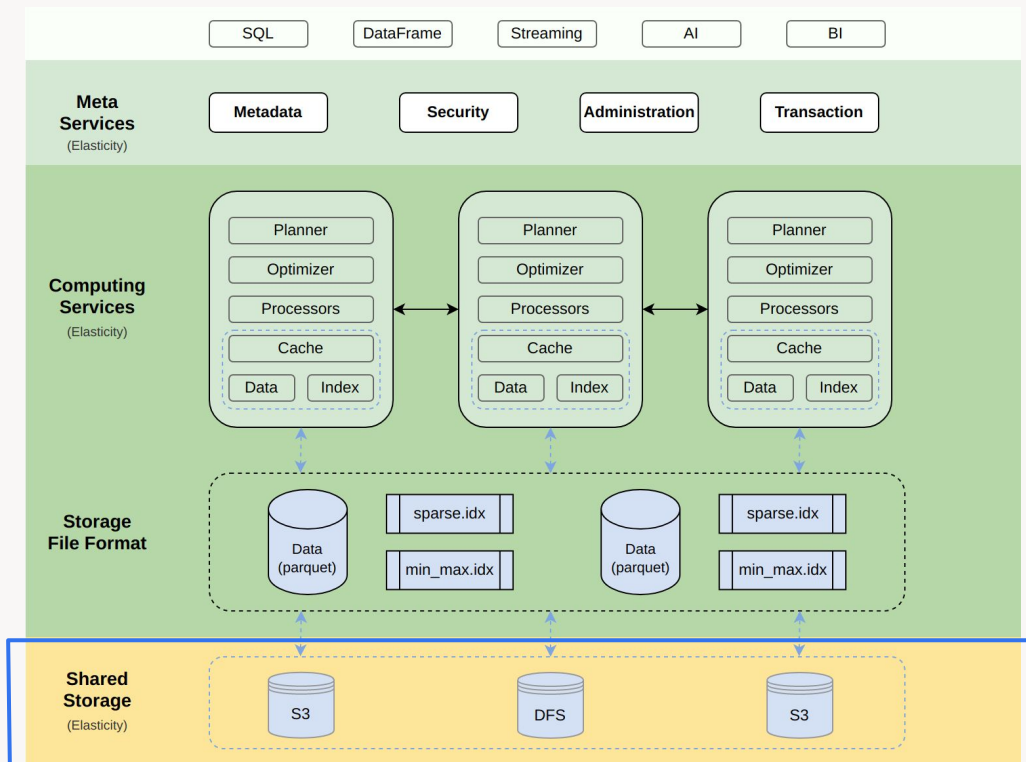 SQL
DataFrame
Streaming
AI
BI
Meta
Services
(Elasticity)
Metadata
Security
Administration
Transaction
Computing
Services
(Elasticity)
Planner
Optimizer
Processors
Cache
Data
Index
Planner
Optimizer
Processors
Cache
Data
Index
Planner
Optimizer
Processors
Cache
Data
Index
Storage
File Format
Data
(parquet)
sparse.idx
min_max.idx
Data
(parquet)
sparse.idx
min_max.idx
Shared
Storage
(Elasticity)
S3
DFS
S3